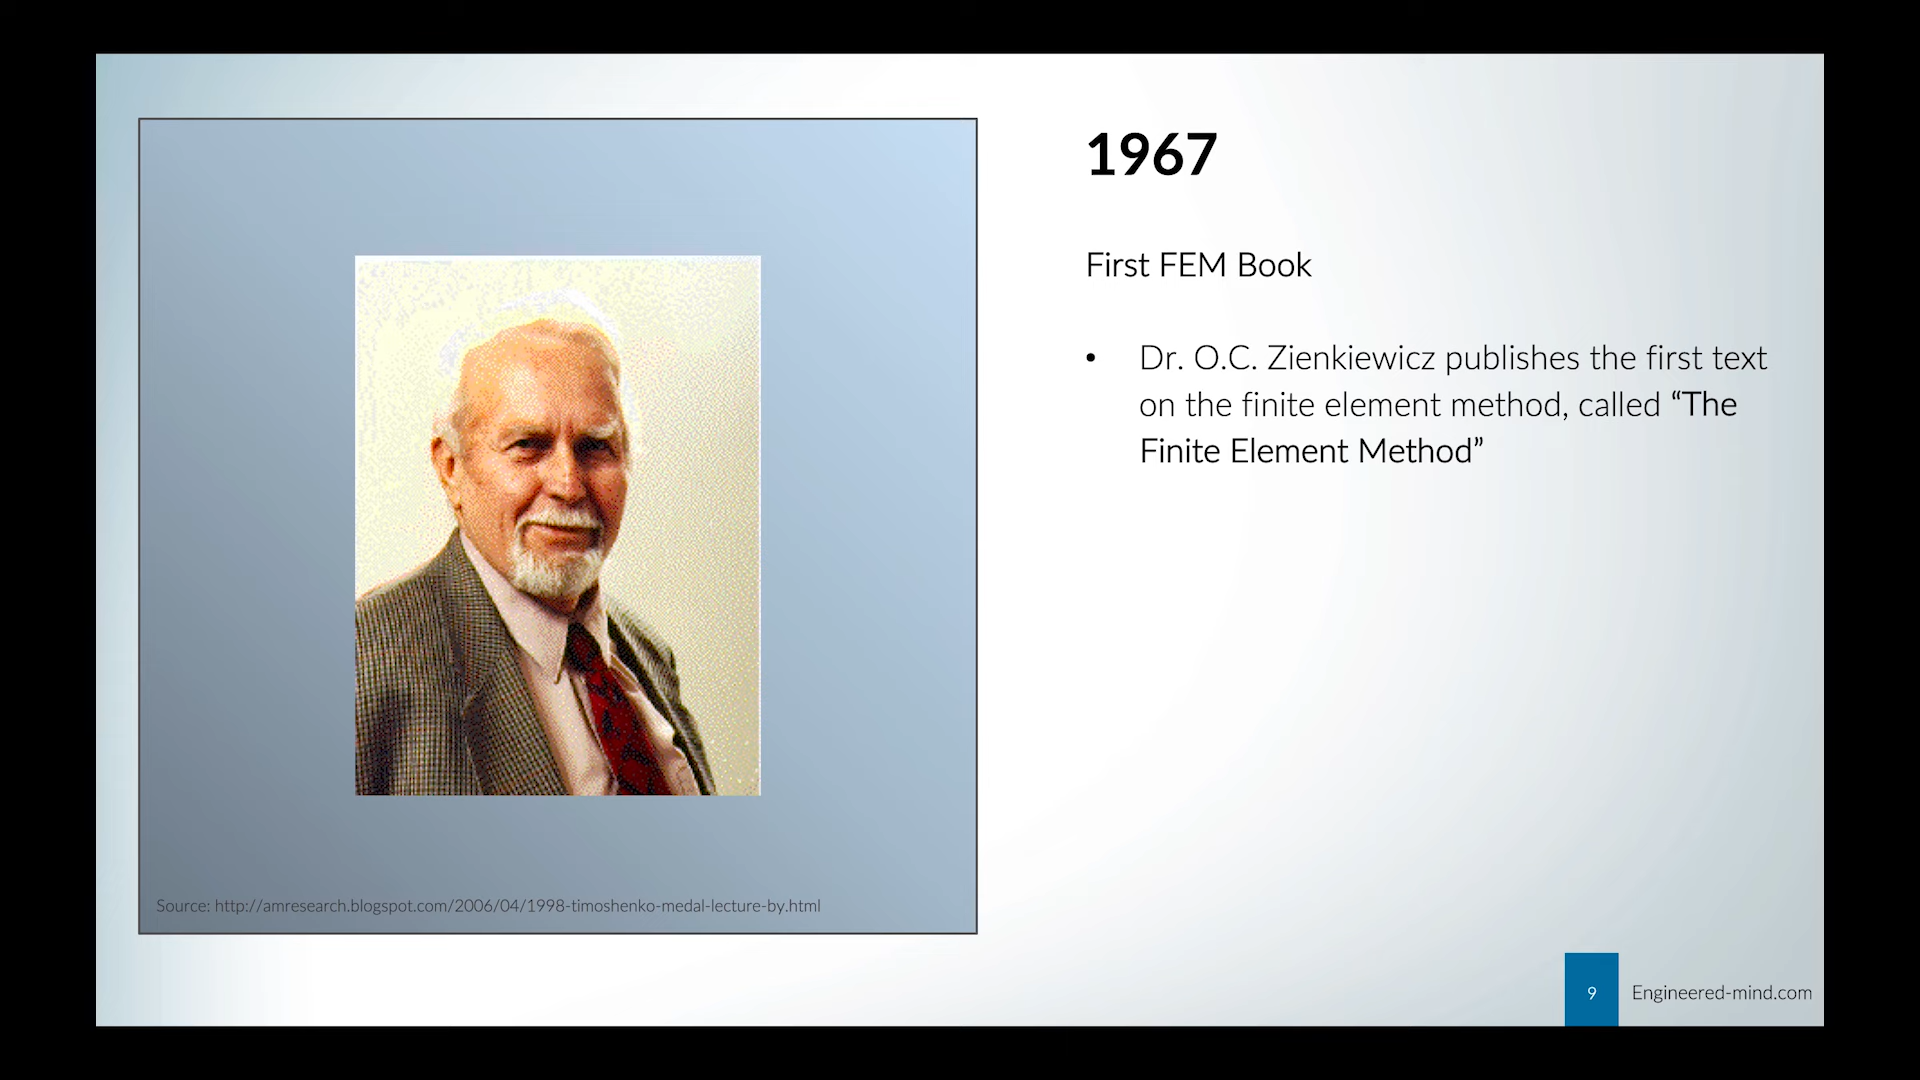 1967
First FEM Book
• Dr. O.C. Zienkiewicz publishes the first text
on the finite element method, called “The
Finite Element Method”
Source: http://amresearch.blogspot.com/2006/04/1998-timoshenko-medal-lecture-by.html
9
Engineered-mind.com